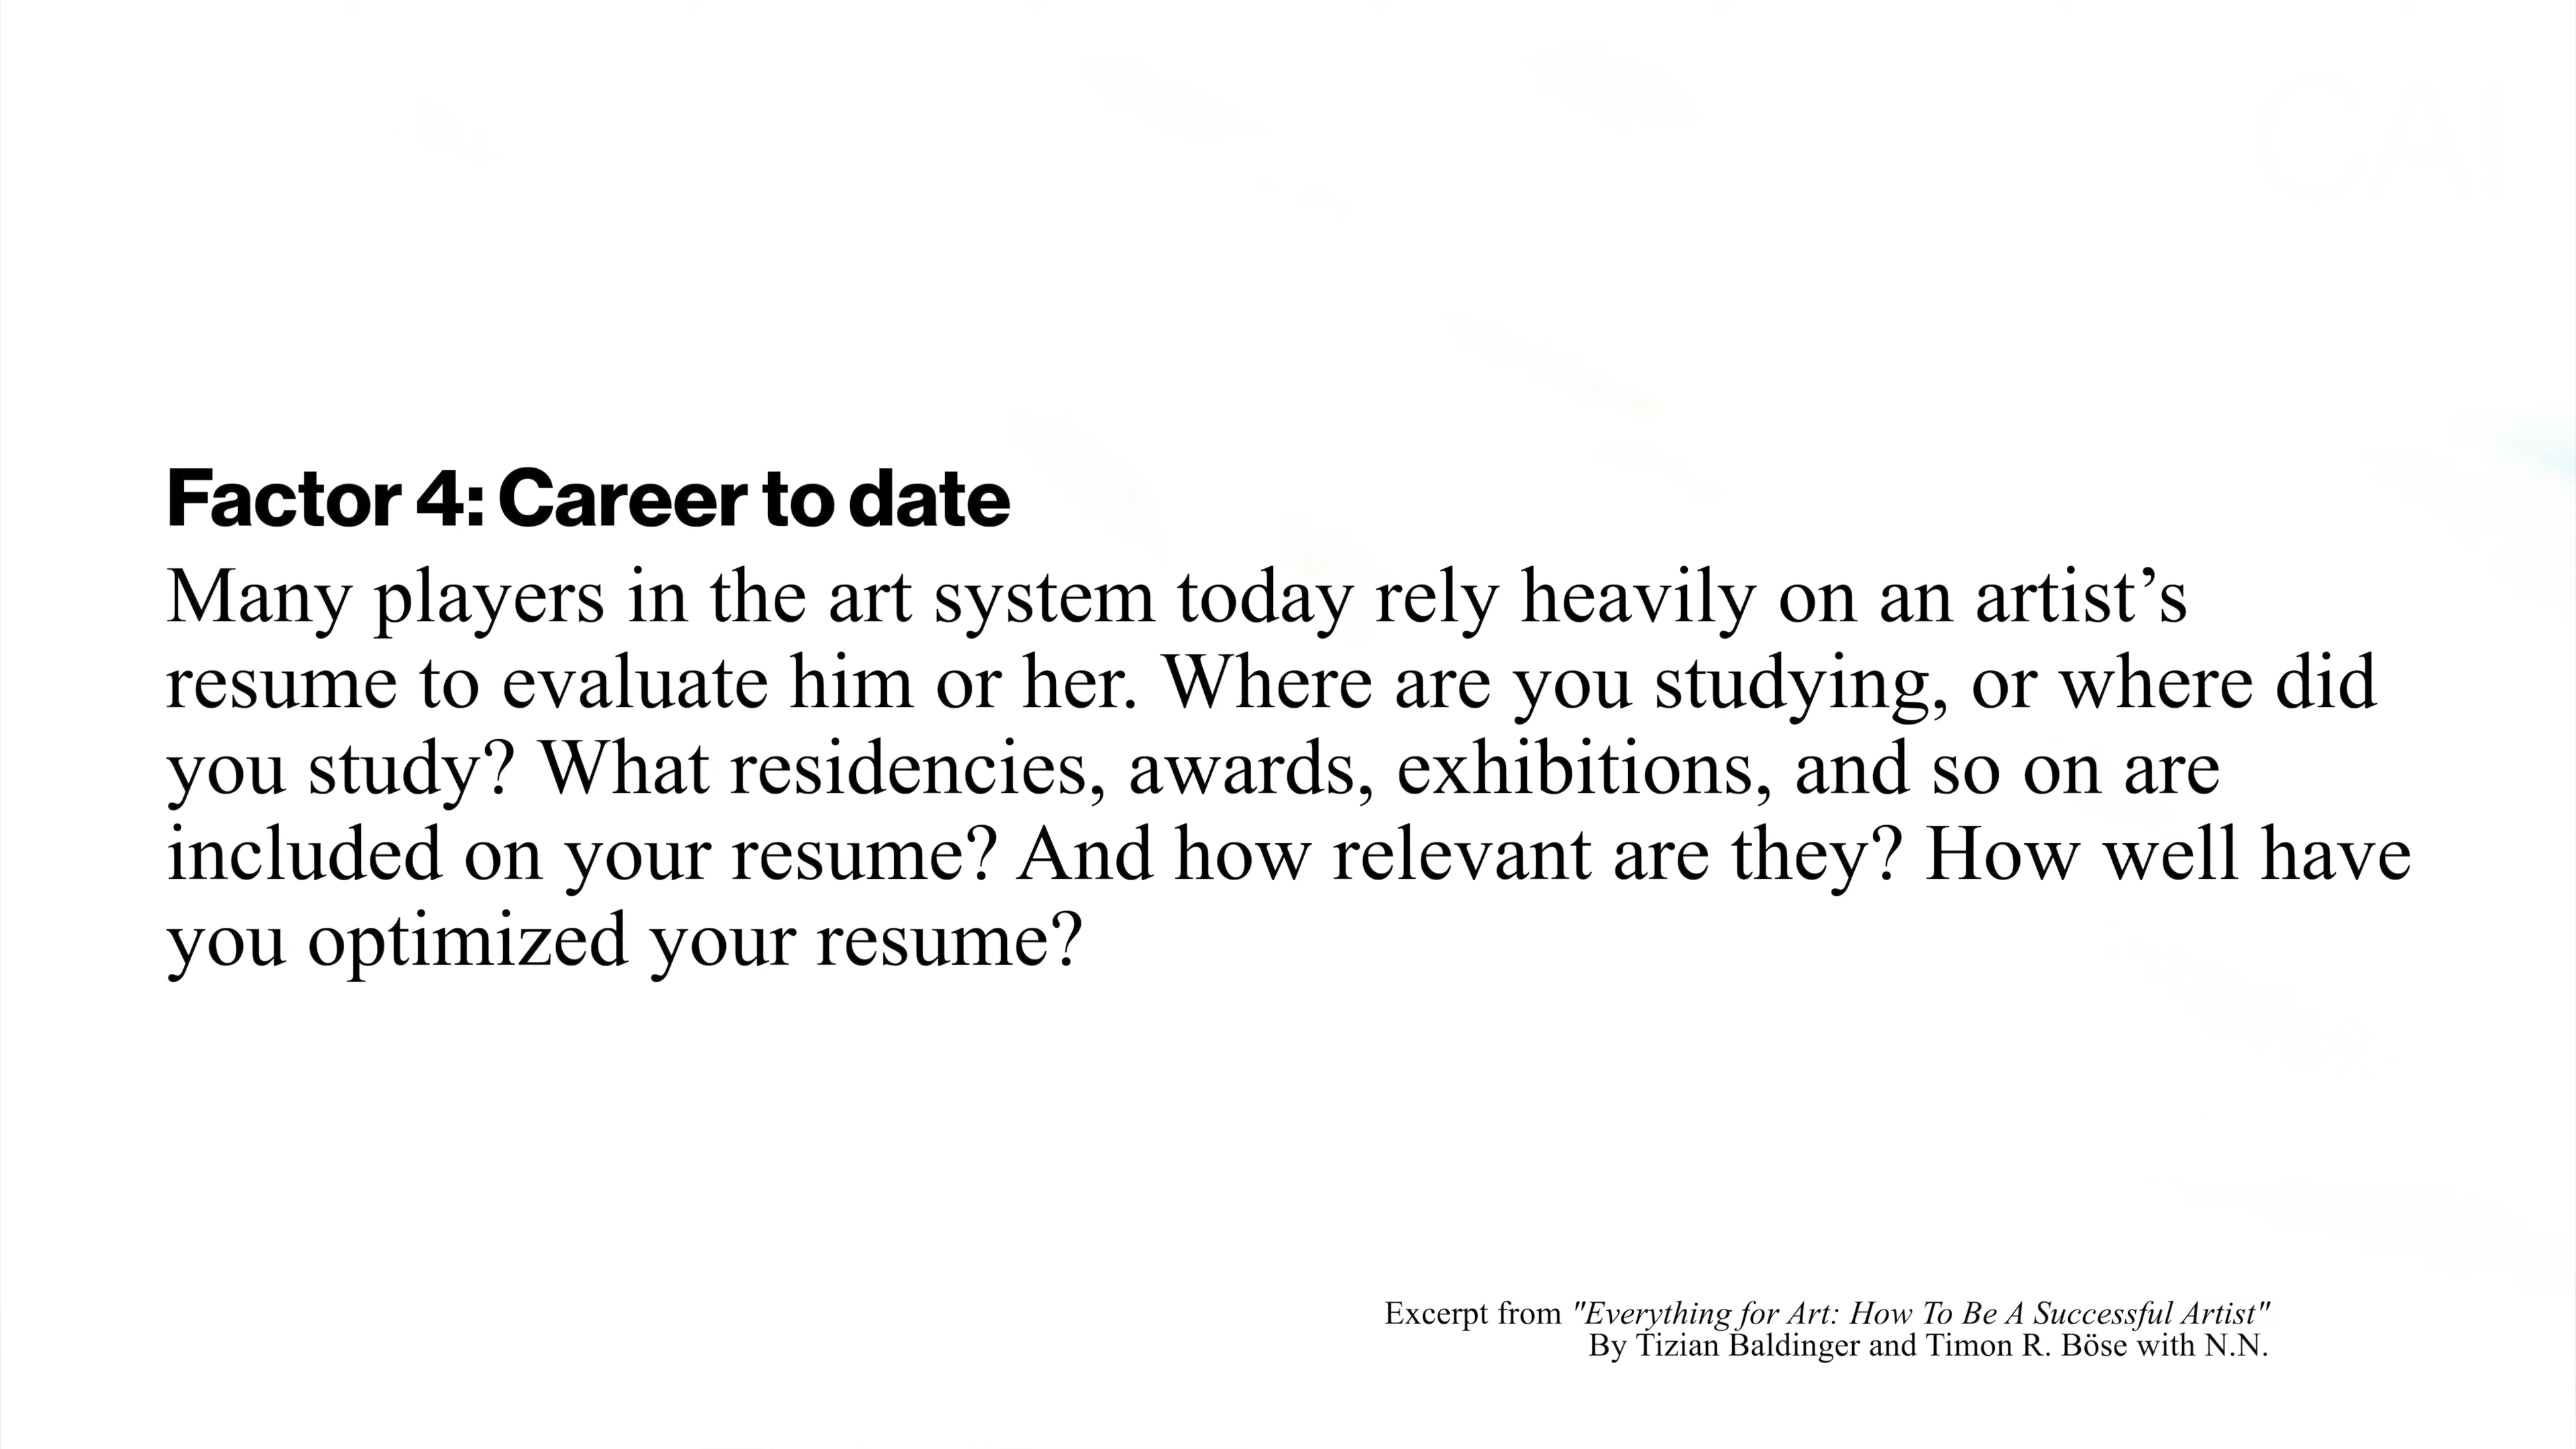 Factor 4: Career to date
Many players in the art system today rely heavily on an artist’s
resume to evaluate him or her. Where are you studying, or where did
you study? What residencies, awards, exhibitions, and so on are
included on your resume? And how relevant are they? How well have
you optimized your resume?
Excerpt from "Everything for Art: How To Be A Successful Artist"
By Tizian Baldinger and Timon R. Böse with N.N.